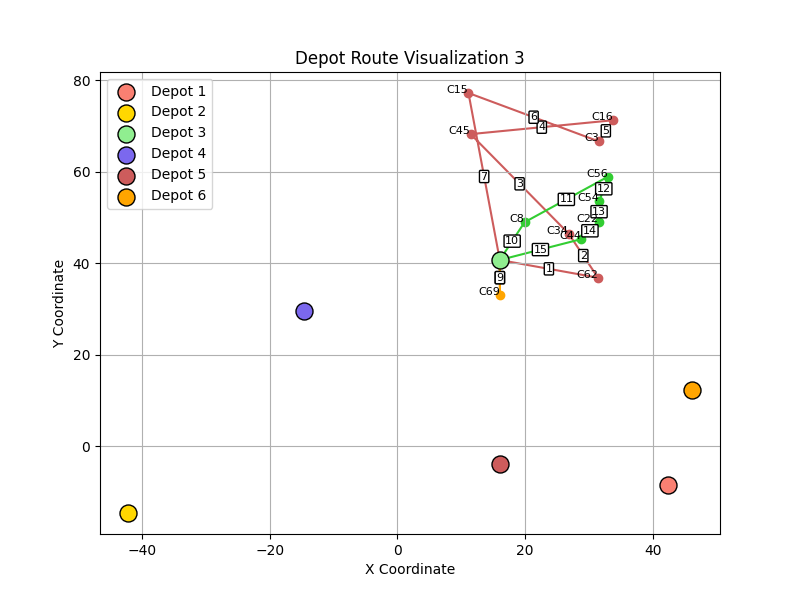 Depot Route Visualization 3
Depot 1
Depot 2
Depot 3
Depot 4
Depot 5
Depot 6
80
60
40
20
0
Y Coordinate
C15
C16
6
4
5
C45
C3
7
3
C56
12
C54
11
13
C8
C22
14
C34
C44
10
15
2
1
9
C62
C69
−40
−20
0
20
40
X Coordinate